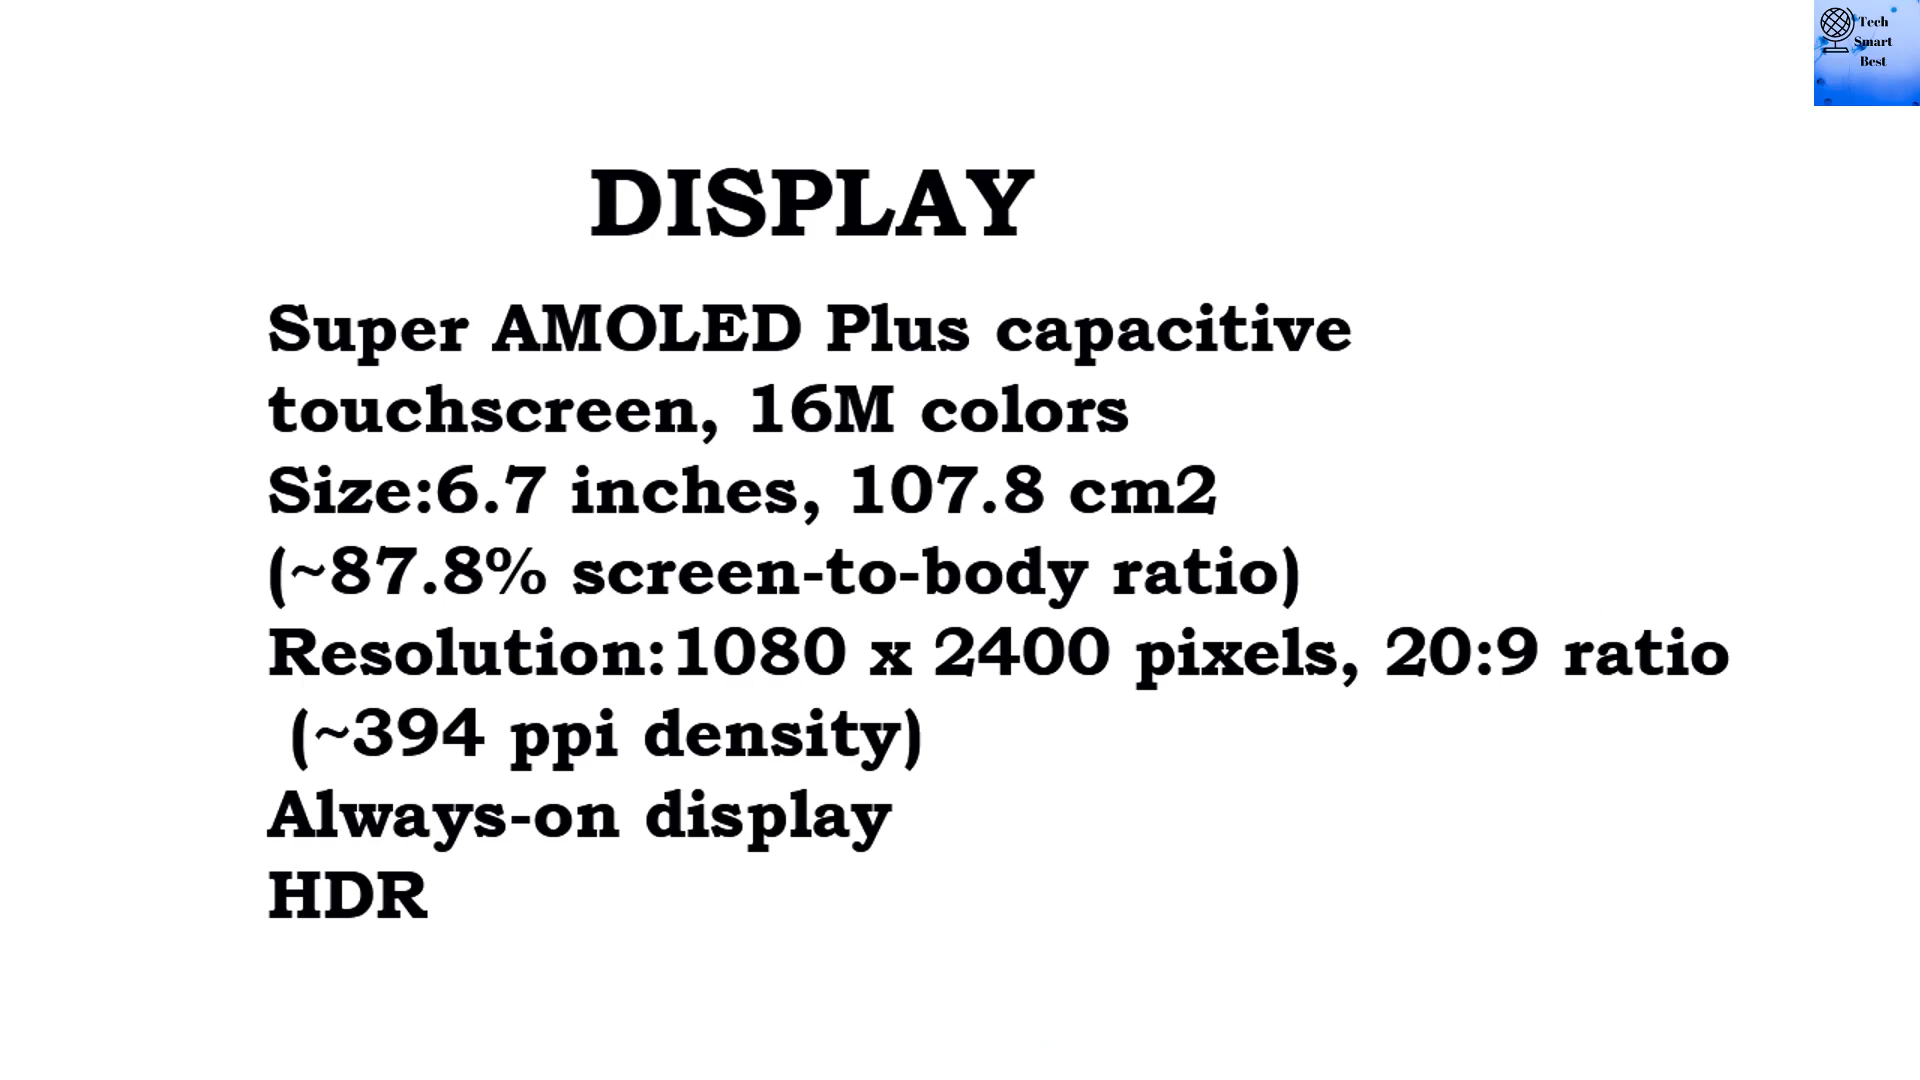 Tech
Smart
Best
DISPLAY
Super AMOLED Plus capacitive
touchscreen, 16M colors
Size:6.7 inches, 107.8 cm2
(~87.8% screen-to-body ratio)
Resolution:1080 x 2400 pixels, 20:9 ratio
(~394 ppi density)
Always-on display
HDR